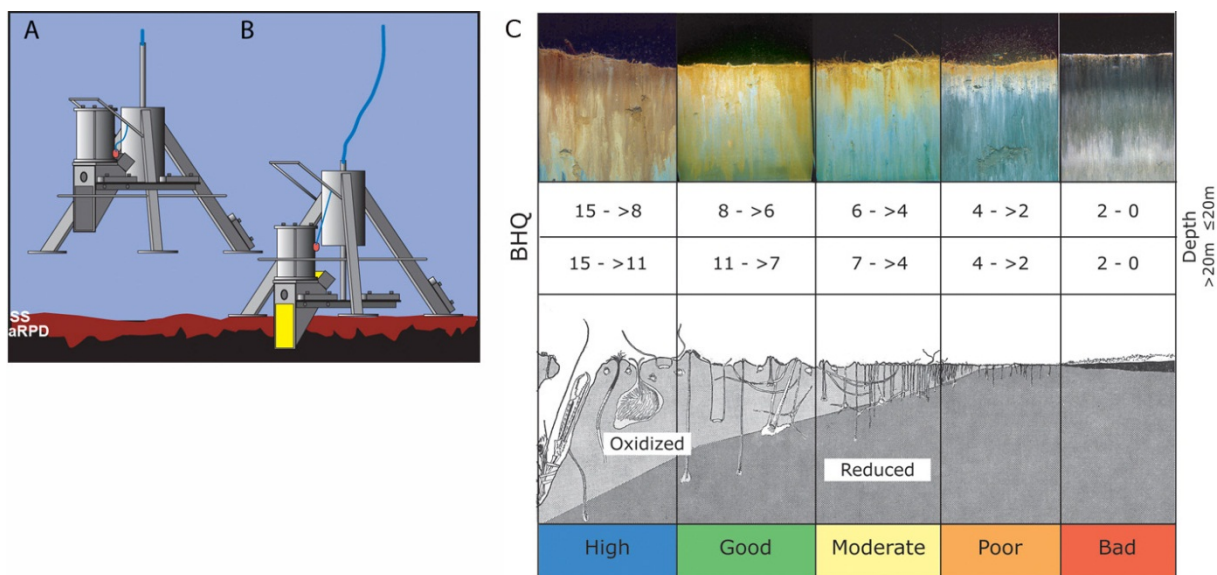 A
B
SS
aRPD
C
BHQ
15 - >8
8 - >6
6 - >4
4 - >2
2 - 0
15 - >11
11 - >7
7 - >4
4 - >2
2 - 0
Depth
>20m ≤20m
Oxidized
Reduced
High
Good
Moderate
Poor
Bad